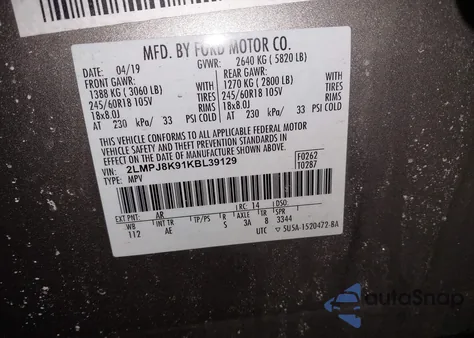 MFD. BY FORD MOTOR CO.
DATE: 04/19 GVWR: 2640 KG ( 5820 LB)
FRONT GAWR: REAR GAWR:
1388 KG ( 3060 LB) WITH 1270 KG ( 2800 LB) WITH
245/60R18 105V TIRES 245/60R18 105V TIRES
18x8.0J RIMS 18x8.0J RIMS
AT 230 kPa/ 33 PSI COLD AT 230 kPa/ 33 PSI COLD
THIS VEHICLE CONFORMS TO ALL APPLICABLE FEDERAL MOTOR
VEHICLE SAFETY AND THEFT PREVENTION STANDARDS IN
EFFECT ON THE DATE OF MANUFACTURE SHOWN ABOVE.
VIN: 2LMPJ8K91KBL39129 F0262
TYPE: MPV T0287
EXT PNT: AR RC: 14 DSO:
WB INT TR TP/PS R AXLE TR SPR
112 AE S 3A 8 3344
UTC 5U5A-1520472-BA
autoSnap